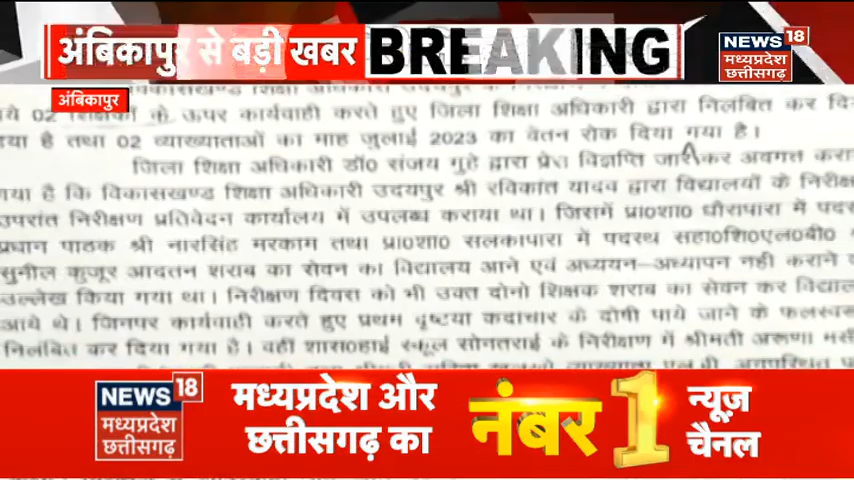 अंबिकापुर से बड़ी खबर
BREAKING
NEWS 18
मध्यप्रदेश
छत्तीसगढ़
अंबिकापुर
विकासखण्ड शिक्षा अधिकारी उदयपुर के
02 शिक्षकों के ऊपर कार्यवाही करते हुए जिला शिक्षा अधिकारी द्वारा निलंबित कर
गया है तथा 02 व्याख्याताओं का माह जुलाई 2023 का वेतन रोक दिया गया है।
जिला शिक्षा अधिकारी डॉ0 संजय गुहे द्वारा प्रेस विज्ञप्ति जारी कर अवगत करा
गया है कि विकासखण्ड शिक्षा अधिकारी उदयपुर श्री रविकांत यादव द्वारा विद्यालयों के निरीक्ष
उपरांत निरीक्षण प्रतिवेदन कार्यालय में उपलब्ध कराया था। जिसमें प्रा0शा0 धौरापारा में पदस
प्रधान पाठक श्री नारसिंह मरकाम तथा प्रा0शा0 सलकापारा में पदस्थ सहा0शि0एल0बी0
सुनील कुजूर आदतन शराब का सेवन कर विद्यालय आने एवं अध्ययन-अध्यापन नही कराने
उल्लेख किया गया था। निरीक्षण दिवस को भी उक्त दोनो शिक्षक शराब का सेवन कर विद्याल
आये थे। जिनपर कार्यवाही करते हुए प्रथम दृष्टया कदाचार के दोषी पाये जाने के फलस्वरू
निलंबित कर दिया गया है। वहीं शास0हाई स्कूल सोनतराई के निरीक्षण में श्रीमती अरूणा मसी
NEWS 18
मध्यप्रदेश
छत्तीसगढ़
मध्यप्रदेश और
छत्तीसगढ़ का
नंबर 1
न्यूज़
चैनल